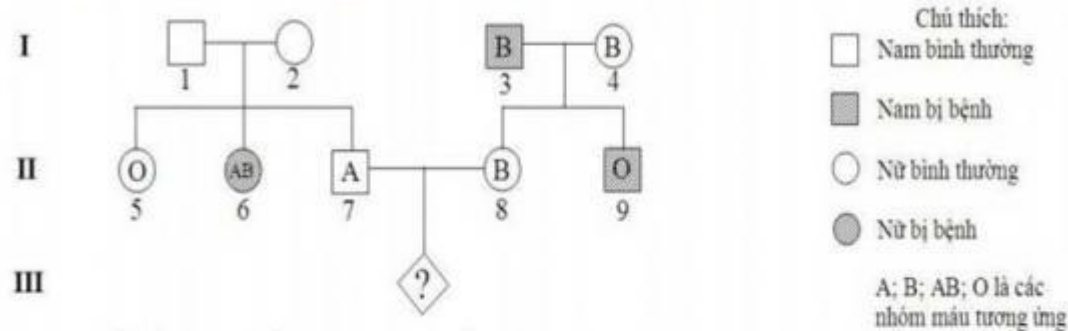 I
B
B
1
2
3
4
II
O
AB
A
B
O
5
6
7
8
9
III
?
Chú thích:
Nam bình thường
Nam bị bệnh
Nữ bình thường
Nữ bị bệnh
A; B; AB; O là các
nhóm máu tương ứng